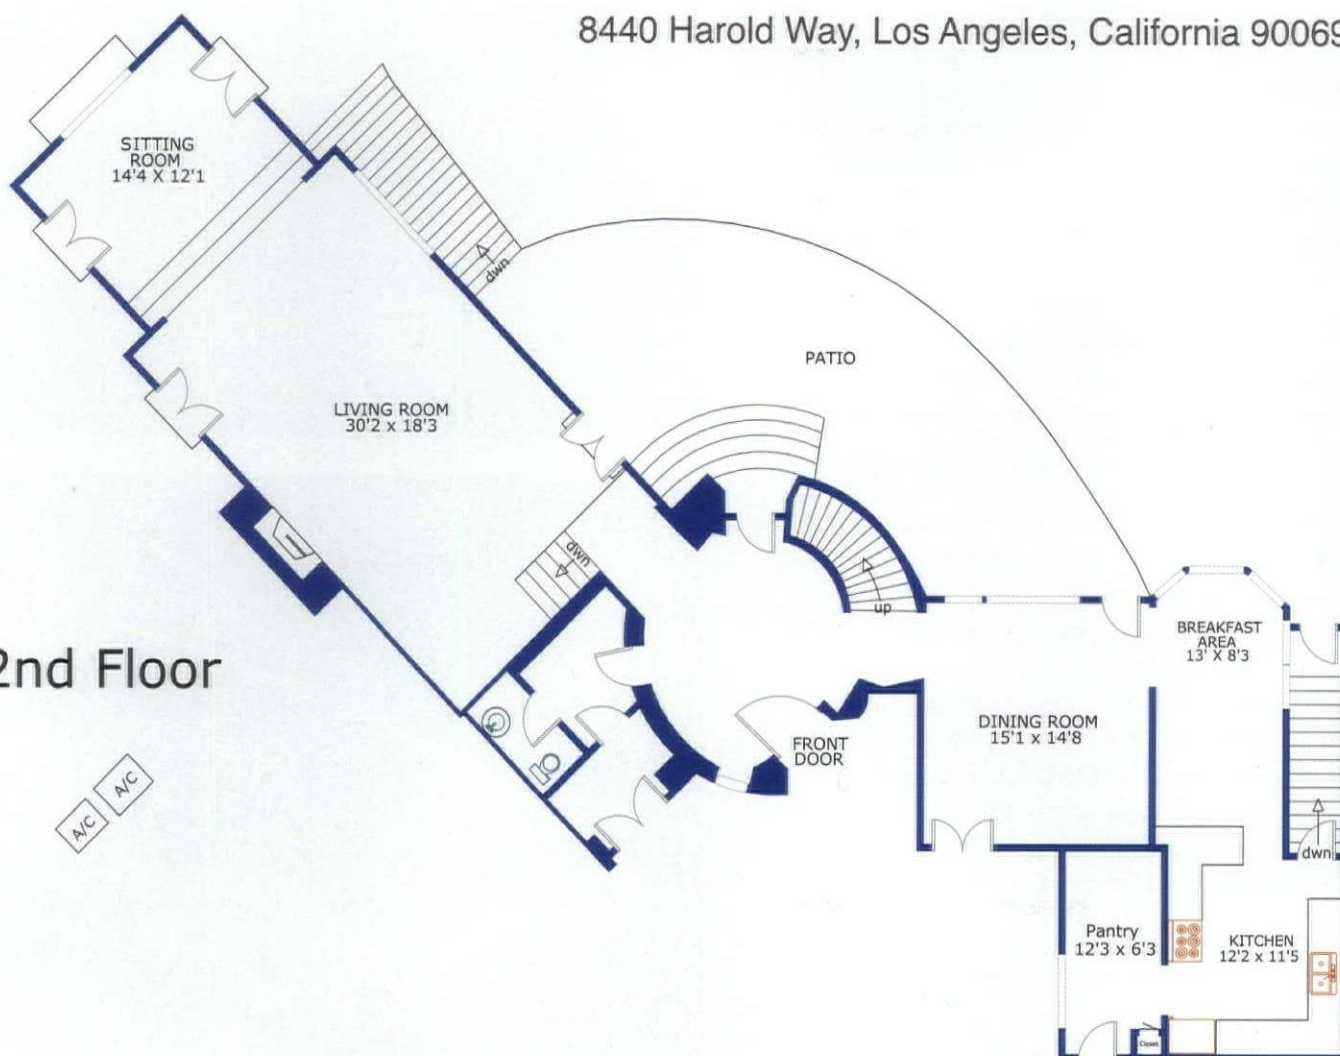 8440 Harold Way, Los Angeles, California 90069
SITTING
ROOM
14'4 X 12'1
dwn
PATIO
LIVING ROOM
30'2 x 18'3
dwn
up
BREAKFAST
AREA
13' X 8'3
2nd Floor
DINING ROOM
15'1 x 14'8
FRONT
DOOR
A/C
A/C
dwn
Pantry
12'3 x 6'3
KITCHEN
12'2 x 11'5
Closet